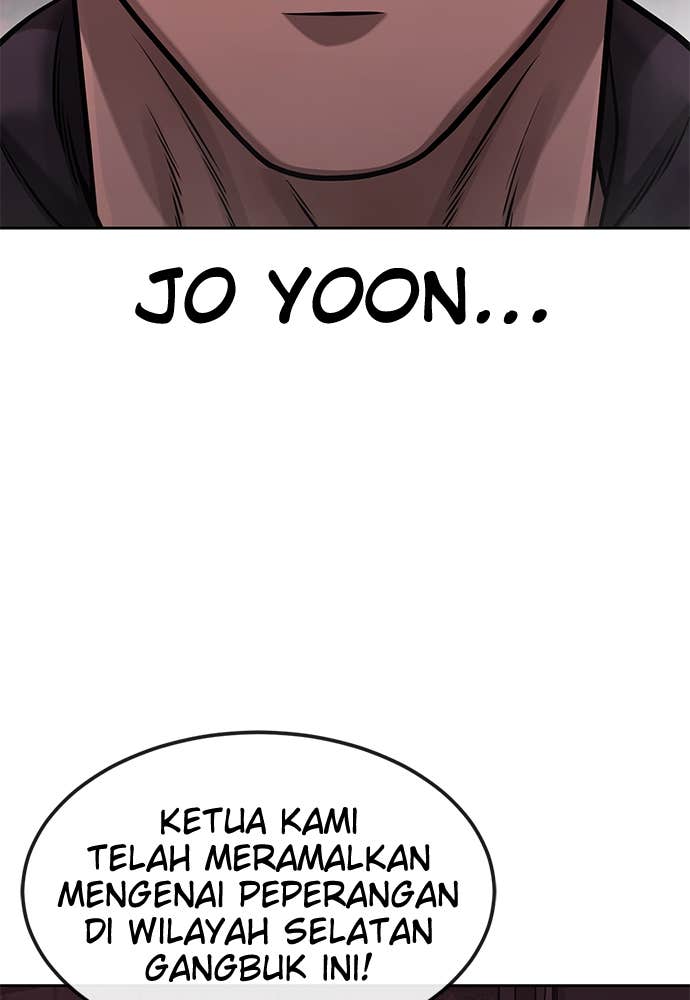 JO YOON...
KETUA KAMI
TELAH MERAMALKAN
MENGENAI PEPERANGAN
DI WILAYAH SELATAN
GANGBUK INI!